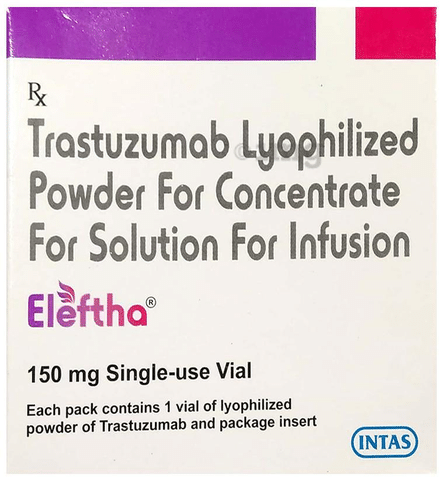 Rx
Trastuzumab Lyophilized
Powder For Concentrate
For Solution For Infusion
Eleftha®
150 mg Single-use Vial
Each pack contains 1 vial of lyophilized
powder of Trastuzumab and package insert
INTAS